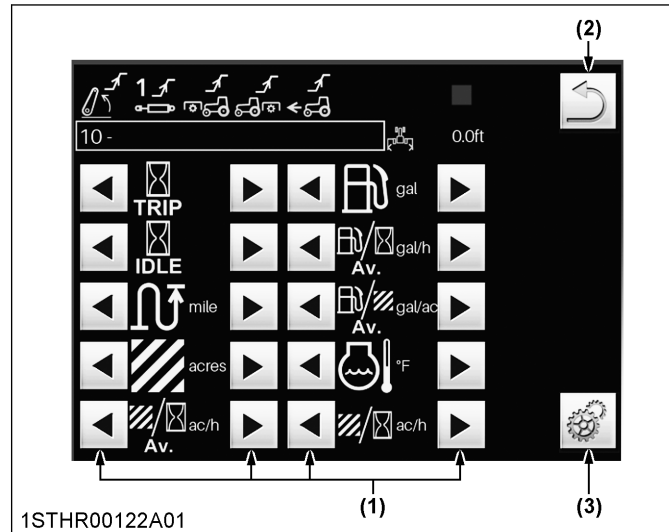 (2)
1
10 -
0.0ft
TRIP
gal
IDLE
gal/h
Av.
mile
gal/ac
Av.
acres
°F
ac/h
Av.
ac/h
(1)
(3)
1STHR00122A01